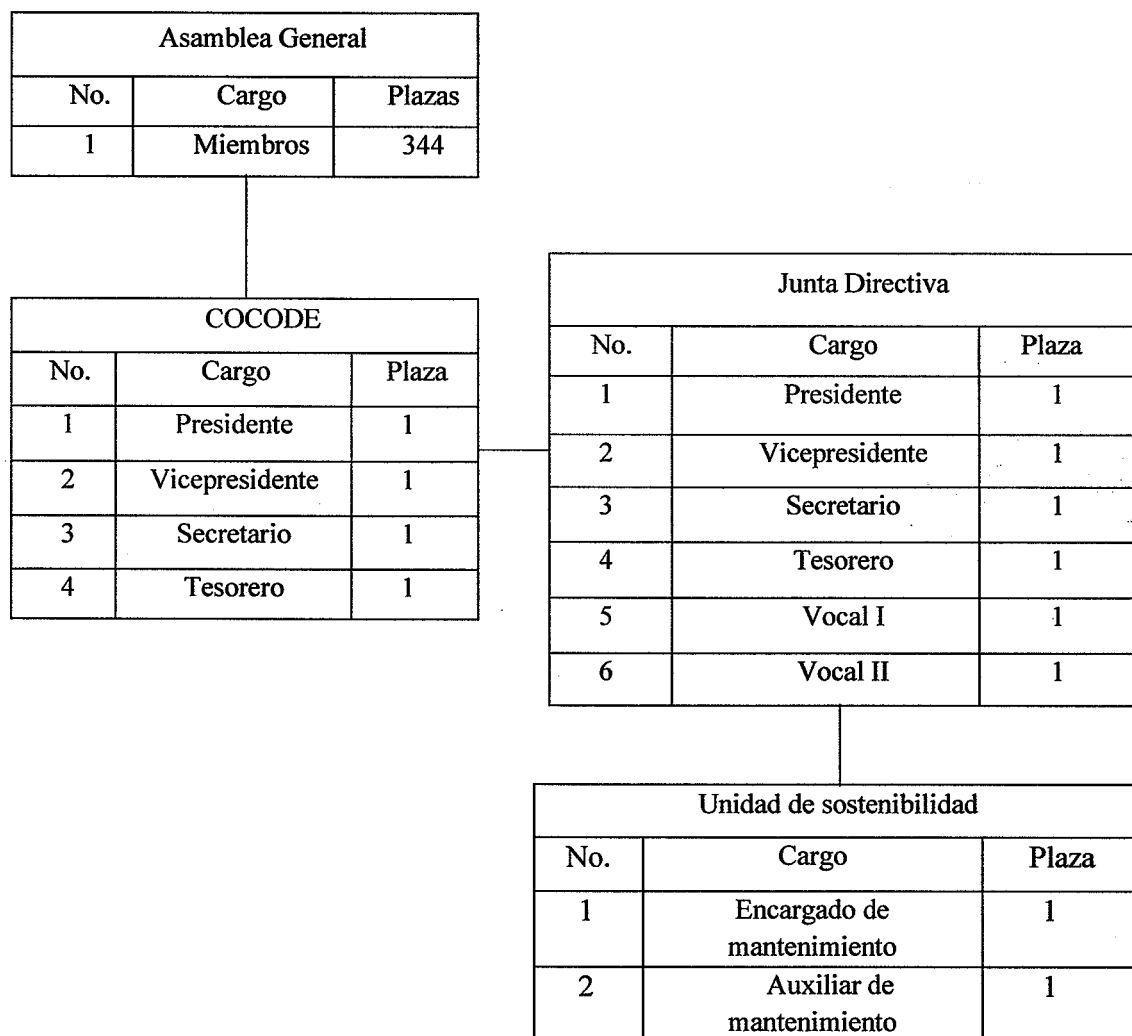 Asamblea General
No. Cargo Plazas
1 Miembros 344
COCODE
No. Cargo Plaza
1 Presidente 1
2 Vicepresidente 1
3 Secretario 1
4 Tesorero 1
Junta Directiva
No. Cargo Plaza
1 Presidente 1
2 Vicepresidente 1
3 Secretario 1
4 Tesorero 1
5 Vocal I 1
6 Vocal II 1
Unidad de sostenibilidad
No. Cargo Plaza
1 Encargado de 1
mantenimiento
2 Auxiliar de 1
mantenimiento